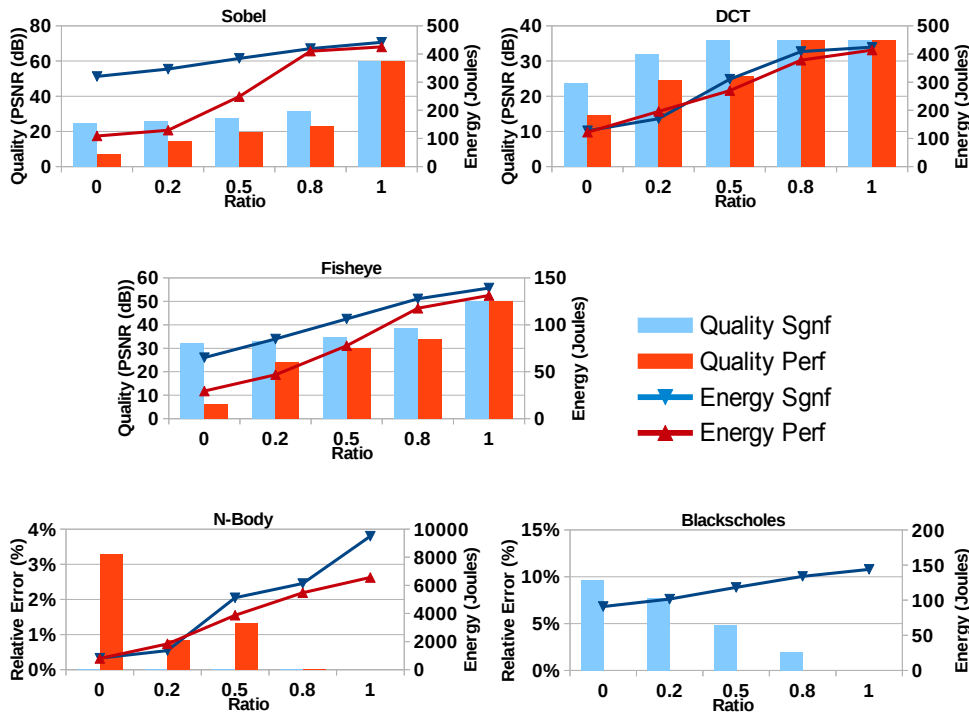 Sobel
Quality (PSNR (dB))
80
60
40
20
0
500
400
300
200
100
0
Energy (Joules)
0 0.2 0.5 0.8 1
Ratio
DCT
Quality (PSNR (dB))
40
30
20
10
0
500
400
300
200
100
0
Energy (Joules)
0 0.2 0.5 0.8 1
Ratio
Fisheye
Quality (PSNR (dB))
60
50
40
30
20
10
0
150
100
50
0
Energy (Joules)
0 0.2 0.5 0.8 1
Ratio
Quality Sgnf
Quality Perf
Energy Sgnf
Energy Perf
N-Body
Relative Error (%)
4%
3%
2%
1%
0%
10000
8000
6000
4000
2000
0
Energy (Joules)
0 0.2 0.5 0.8 1
Ratio
Blackscholes
Relative Error (%)
15%
10%
5%
0%
200
150
100
50
0
Energy (Joules)
0 0.2 0.5 0.8 1
Ratio